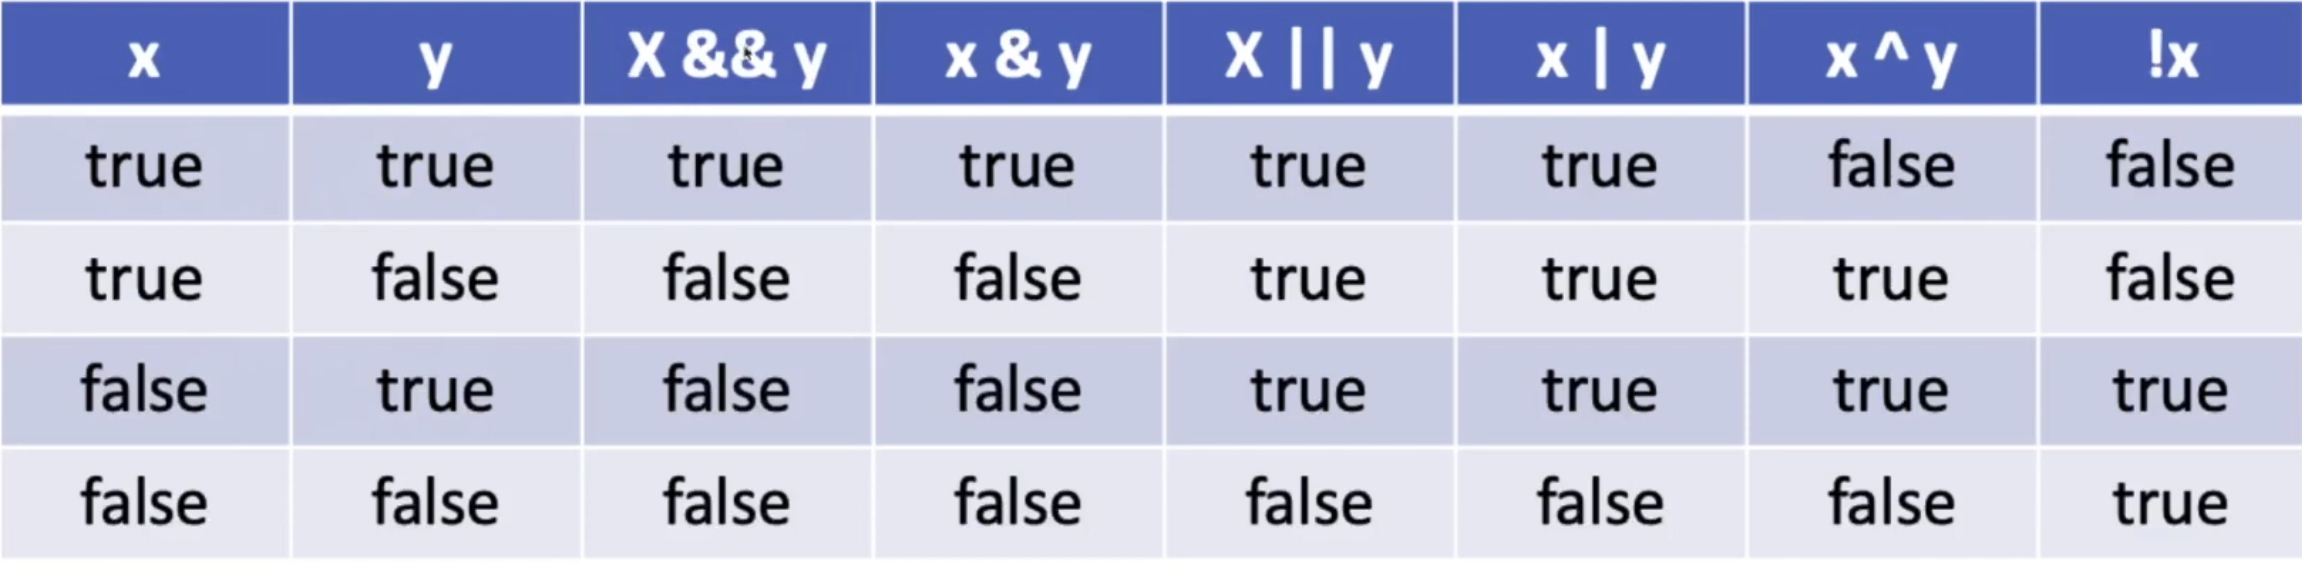 x y X && y x & y X || y x | y x ^ y !x
true true true true true true false false
true false false false true true true false
false true false false true true true true
false false false false false false false true